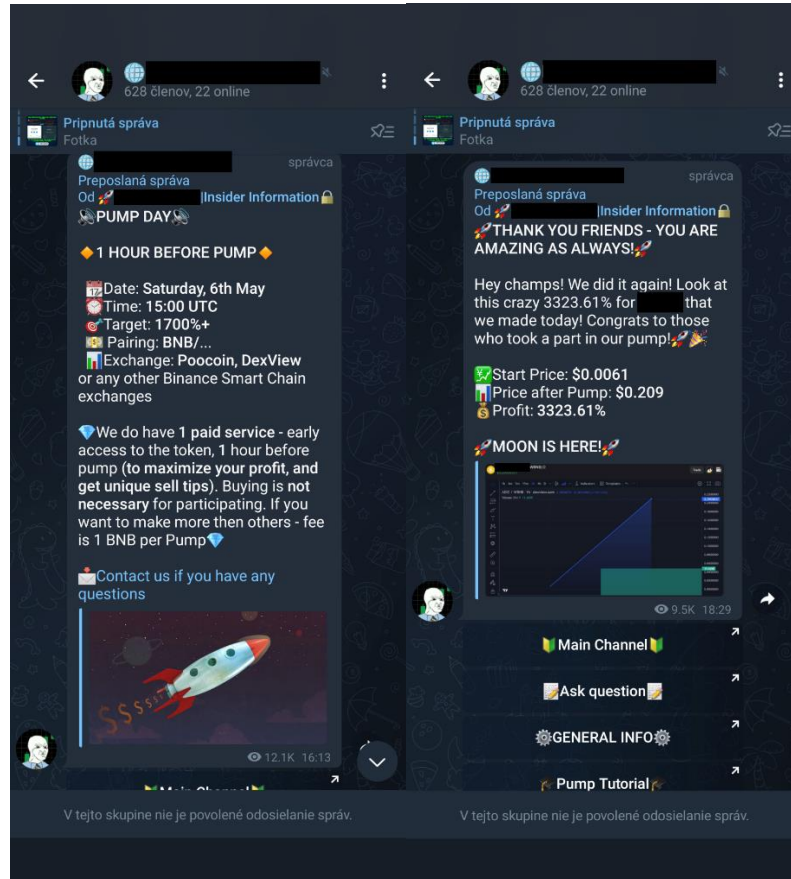 628 členov, 22 online
Pripnutá správa
Fotka
správca
Preposlaná správa
Od 🚀 |Insider Information🔒
🔊PUMP DAY🔊
🔶1 HOUR BEFORE PUMP🔶
📅Date: Saturday, 6th May
⏰Time: 15:00 UTC
🎯Target: 1700%+
💵Pairing: BNB/...
📊Exchange: Poocoin, DexView
or any other Binance Smart Chain
exchanges
💎We do have 1 paid service - early
access to the token, 1 hour before
pump (to maximize your profit, and
get unique sell tips). Buying is not
necessary for participating. If you
want to make more then others - fee
is 1 BNB per Pump💎
📩Contact us if you have any
questions
SSSSSS
12.1K 16:13
🔰Main Channel🔰
V tejto skupine nie je povolené odosielanie správ.
628 členov, 22 online
Pripnutá správa
Fotka
správca
Preposlaná správa
Od 🚀 |Insider Information🔒
🚀THANK YOU FRIENDS - YOU ARE
AMAZING AS ALWAYS!🚀
Hey champs! We did it again! Look at
this crazy 3323.61% for that
we made today! Congrats to those
who took a part in our pump!🚀🎉
💹Start Price: $0.0061
📊Price after Pump: $0.209
💰Profit: 3323.61%
🚀MOON IS HERE!🚀
9.5K 18:29
🔰Main Channel🔰
📝Ask question📝
⚙️GENERAL INFO⚙️
🎓Pump Tutorial🎓
V tejto skupine nie je povolené odosielanie správ.